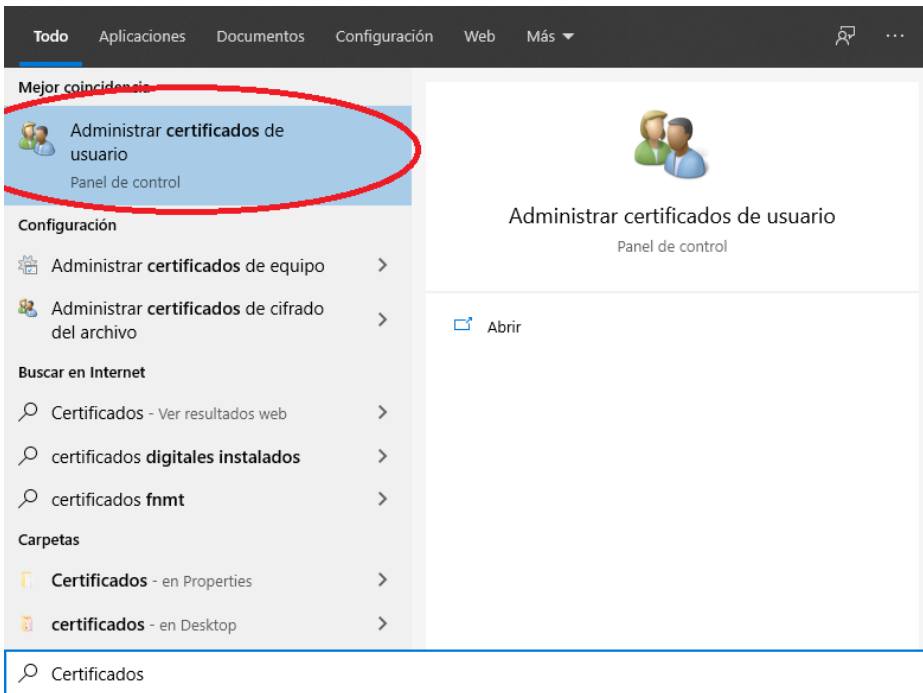 Todo Aplicaciones Documentos Configuración Web Más
Mejor coincidencia
Administrar certificados de
usuario
Panel de control
Configuración
Administrar certificados de equipo
Administrar certificados de cifrado
del archivo
Buscar en Internet
Certificados - Ver resultados web
certificados digitales instalados
certificados fnmt
Carpetas
Certificados - en Properties
certificados - en Desktop
Certificados
Administrar certificados de usuario
Panel de control
Abrir